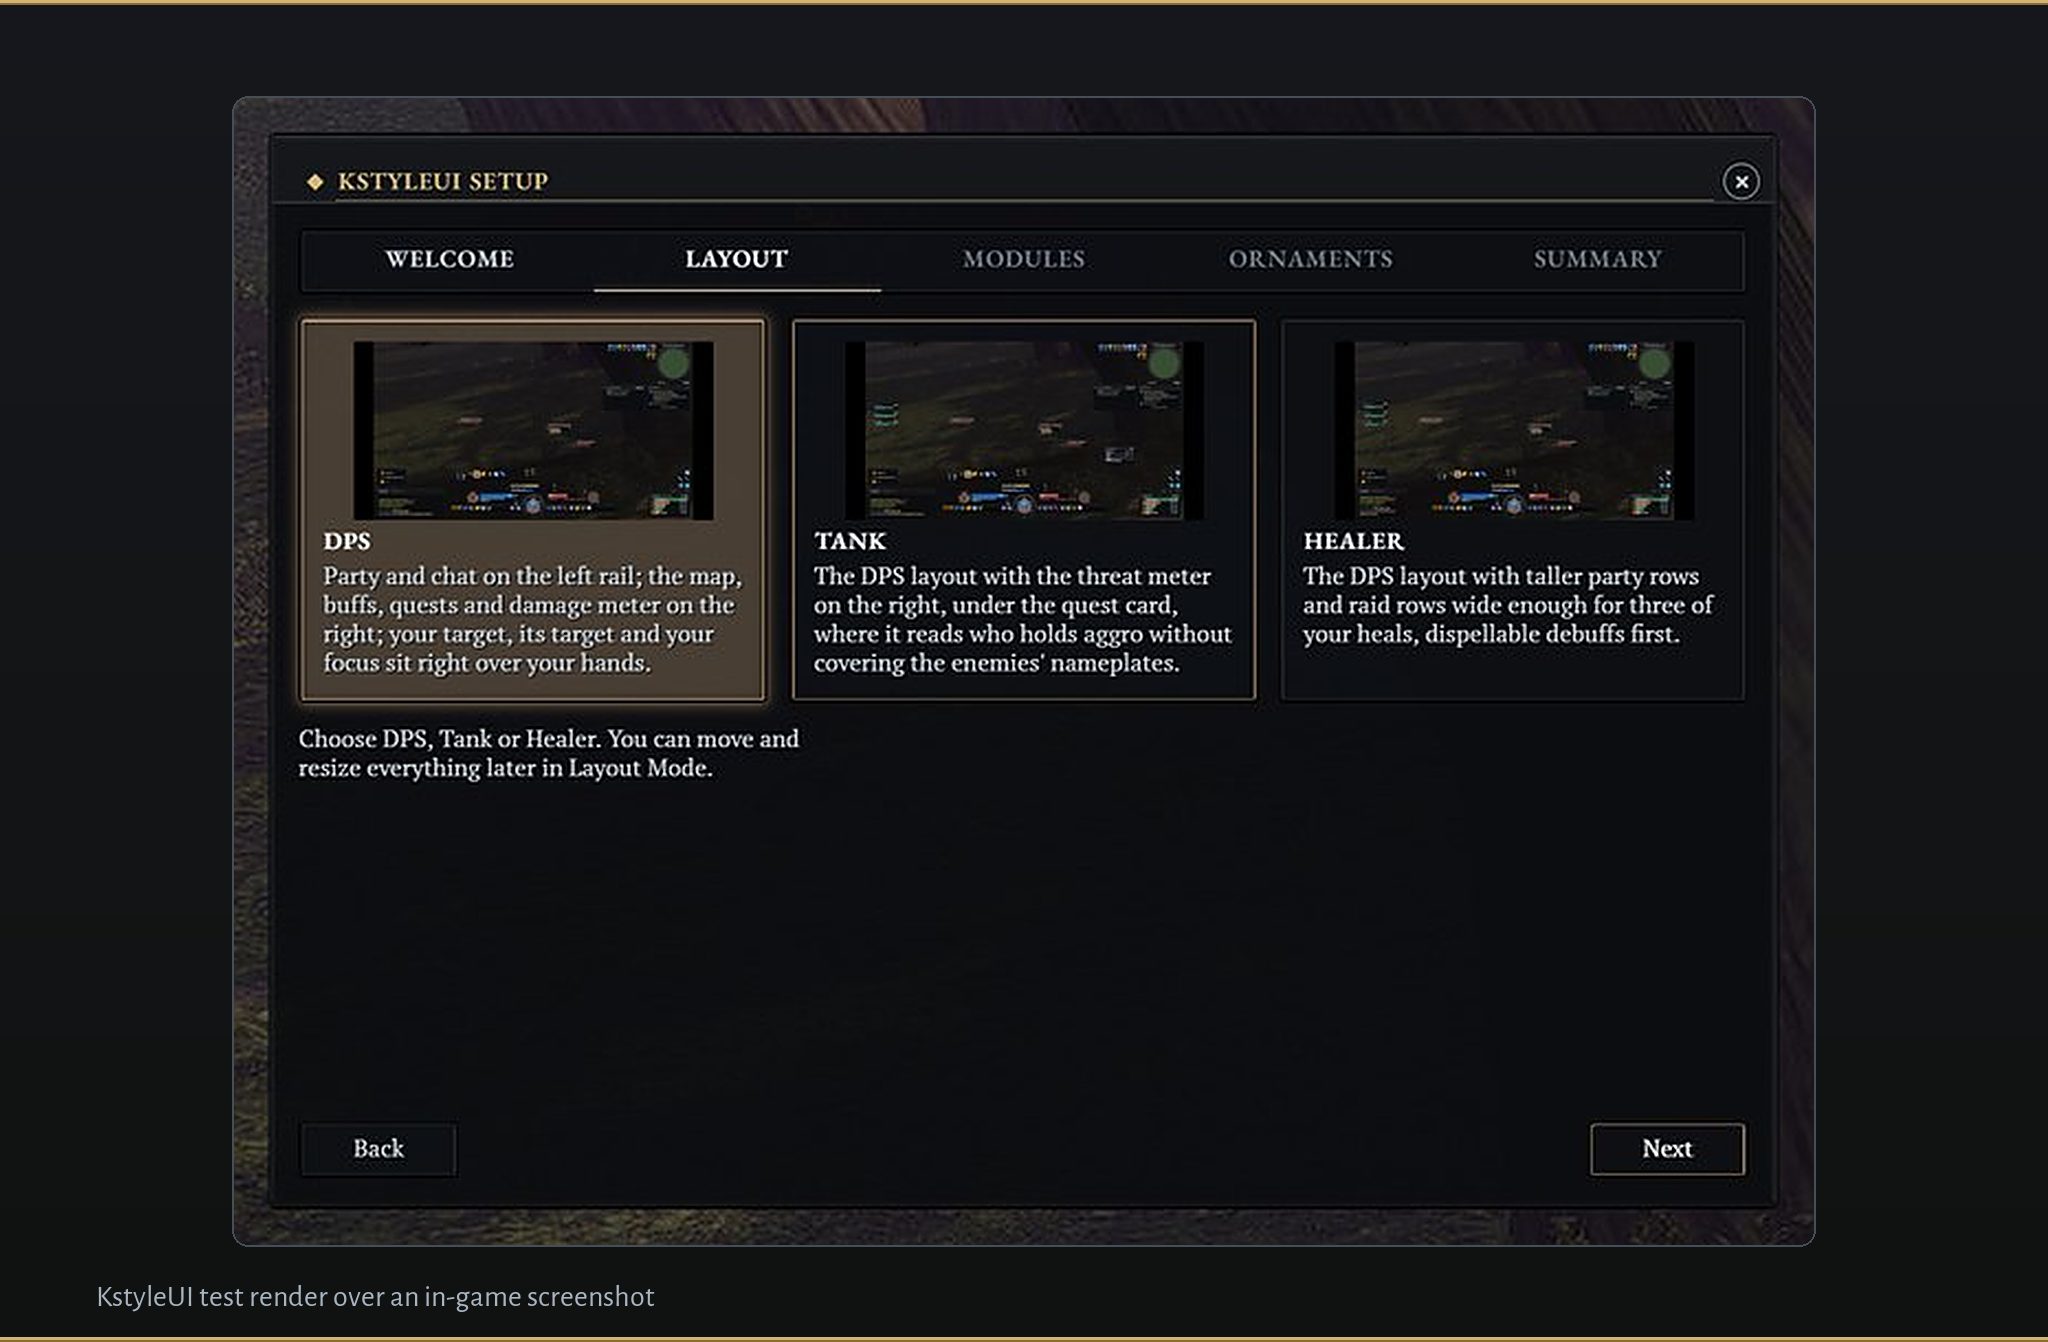 KSTYLEUI SETUP
WELCOME
LAYOUT
MODULES
ORNAMENTS
SUMMARY
DPS
Party and chat on the left rail; the map,
buffs, quests and damage meter on the
right; your target, its target and your
focus sit right over your hands.
TANK
The DPS layout with the threat meter
on the right, under the quest card,
where it reads who holds aggro without
covering the enemies' nameplates.
HEALER
The DPS layout with taller party rows
and raid rows wide enough for three of
your heals, dispellable debuffs first.
Choose DPS, Tank or Healer. You can move and
resize everything later in Layout Mode.
Back
Next
KstyleUI test render over an in-game screenshot